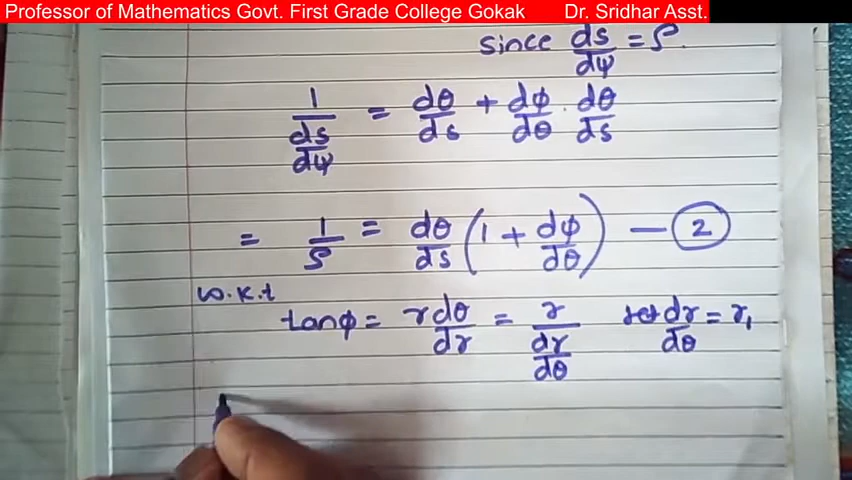 Professor of Mathematics Govt. First Grade College Gokak Dr. Sridhar Asst.
since ds/dψ = ρ.
1/(ds/dψ) = dθ/ds + dφ/dθ · dθ/ds
= 1/ρ = dθ/ds (1 + dφ/dθ) — 2
w.k.t
tanφ = r dθ/dr = r/(dr/dθ) dr/dθ = r₁